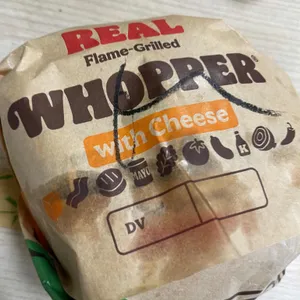 REAL
Flame-Grilled
WHOPPER®
with Cheese
MAYO K
DV